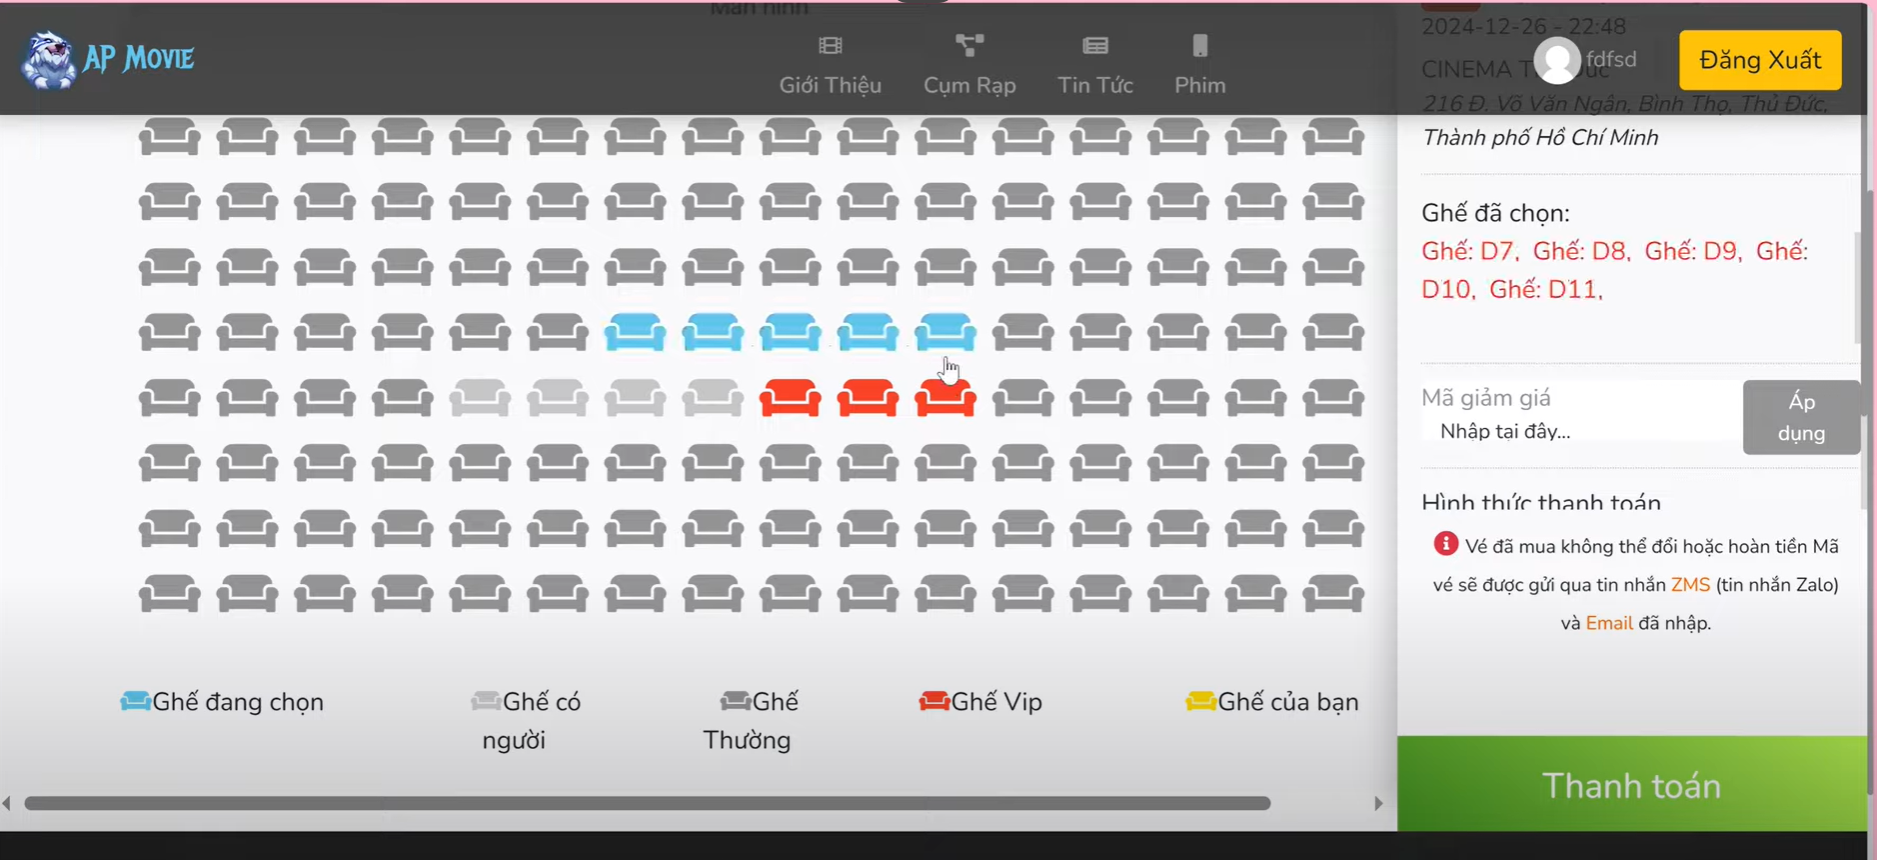 Màn hình
AP Movie
Giới Thiệu
Cụm Rạp
Tin Tức
Phim
fdfsd
Đăng Xuất
2024-12-26 - 22:48
CINEMA
216 Đ. Võ Văn Ngân, Bình Thọ, Thủ Đức,
Thành phố Hồ Chí Minh
Ghế đã chọn:
Ghế: D7, Ghế: D8, Ghế: D9, Ghế:
D10, Ghế: D11,
Mã giảm giá
Nhập tại đây...
Áp
dụng
Hình thức thanh toán
Vé đã mua không thể đổi hoặc hoàn tiền Mã
vé sẽ được gửi qua tin nhắn ZMS (tin nhắn Zalo)
và Email đã nhập.
Ghế đang chọn
Ghế có
người
Ghế
Thường
Ghế Vip
Ghế của bạn
Thanh toán